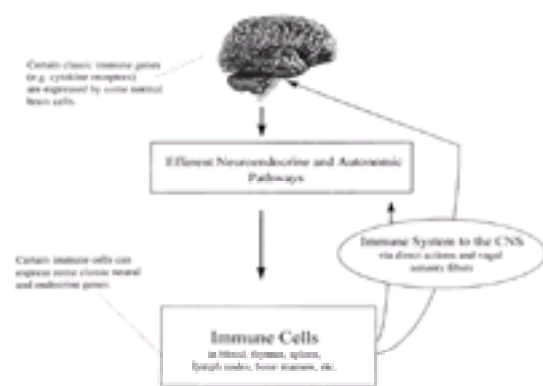 Certain classic immune genes
(e.g. cytokine receptors)
are expressed by some normal
brain cells.
Efferent Neuroendocrine and Autonomic
Pathways
Immune System to the CNS
via direct actions and vagal
sensory fibers
Certain immune cells can
express some classic neural
and endocrine genes.
Immune Cells
in blood, thymus, spleen,
lymph nodes, bone marrow, etc.